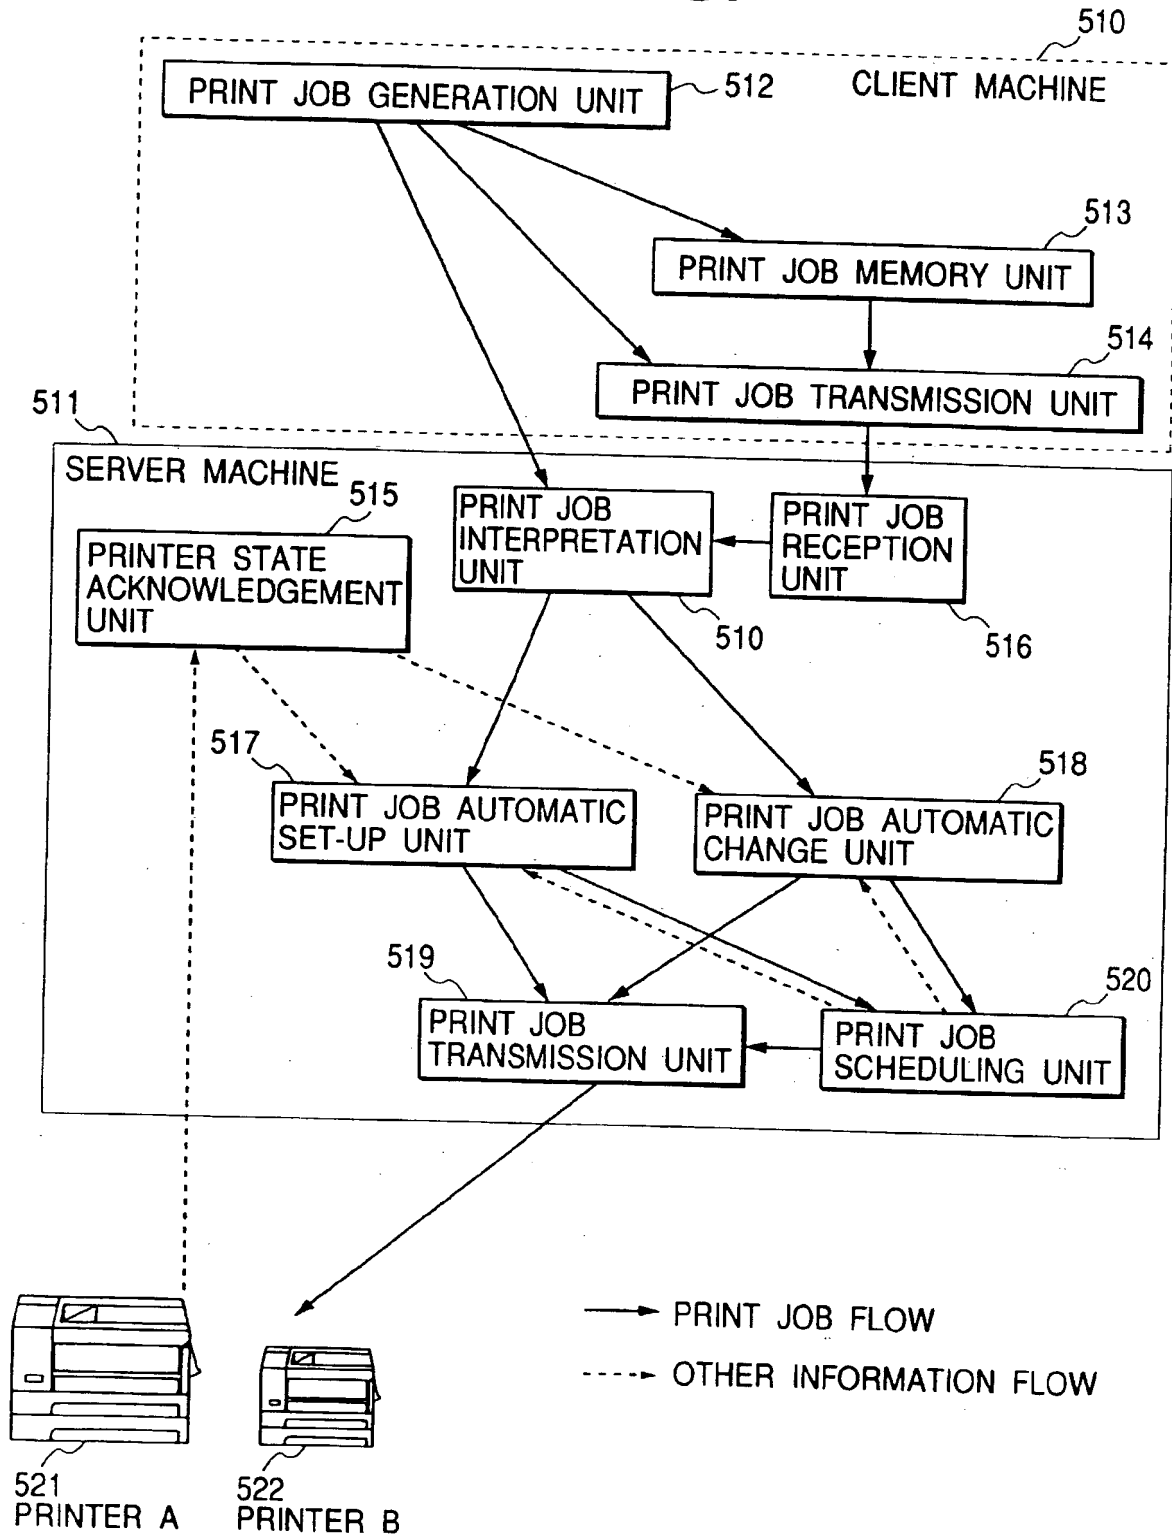 510
PRINT JOB GENERATION UNIT
512
CLIENT MACHINE
513
PRINT JOB MEMORY UNIT
514
PRINT JOB TRANSMISSION UNIT
511
SERVER MACHINE
515
PRINTER STATE
ACKNOWLEDGEMENT
UNIT
PRINT JOB
INTERPRETATION
UNIT
510
PRINT JOB
RECEPTION
UNIT
516
517
PRINT JOB AUTOMATIC
SET-UP UNIT
518
PRINT JOB AUTOMATIC
CHANGE UNIT
519
PRINT JOB
TRANSMISSION UNIT
520
PRINT JOB
SCHEDULING UNIT
PRINT JOB FLOW
OTHER INFORMATION FLOW
521
PRINTER A
522
PRINTER B